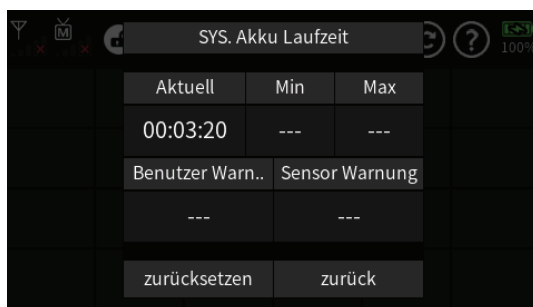 SYS. Akku Laufzeit
M
?
100%
Aktuell Min Max
00:03:20 --- ---
Benutzer Warn.. Sensor Warnung
--- ---
zurücksetzen zurück